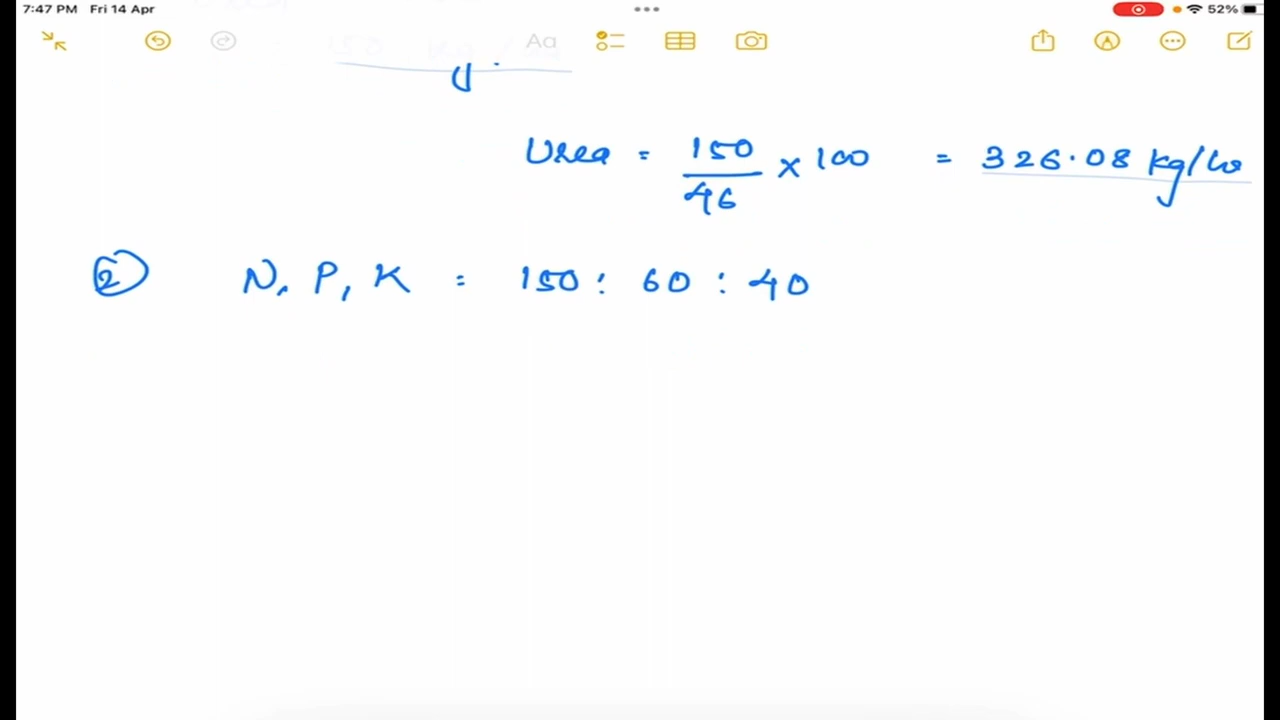 7:47 PM Fri 14 Apr 52%
Aa
Urea = 150/46 × 100 = 326.08 kg/ha
② N, P, K = 150 : 60 : 40